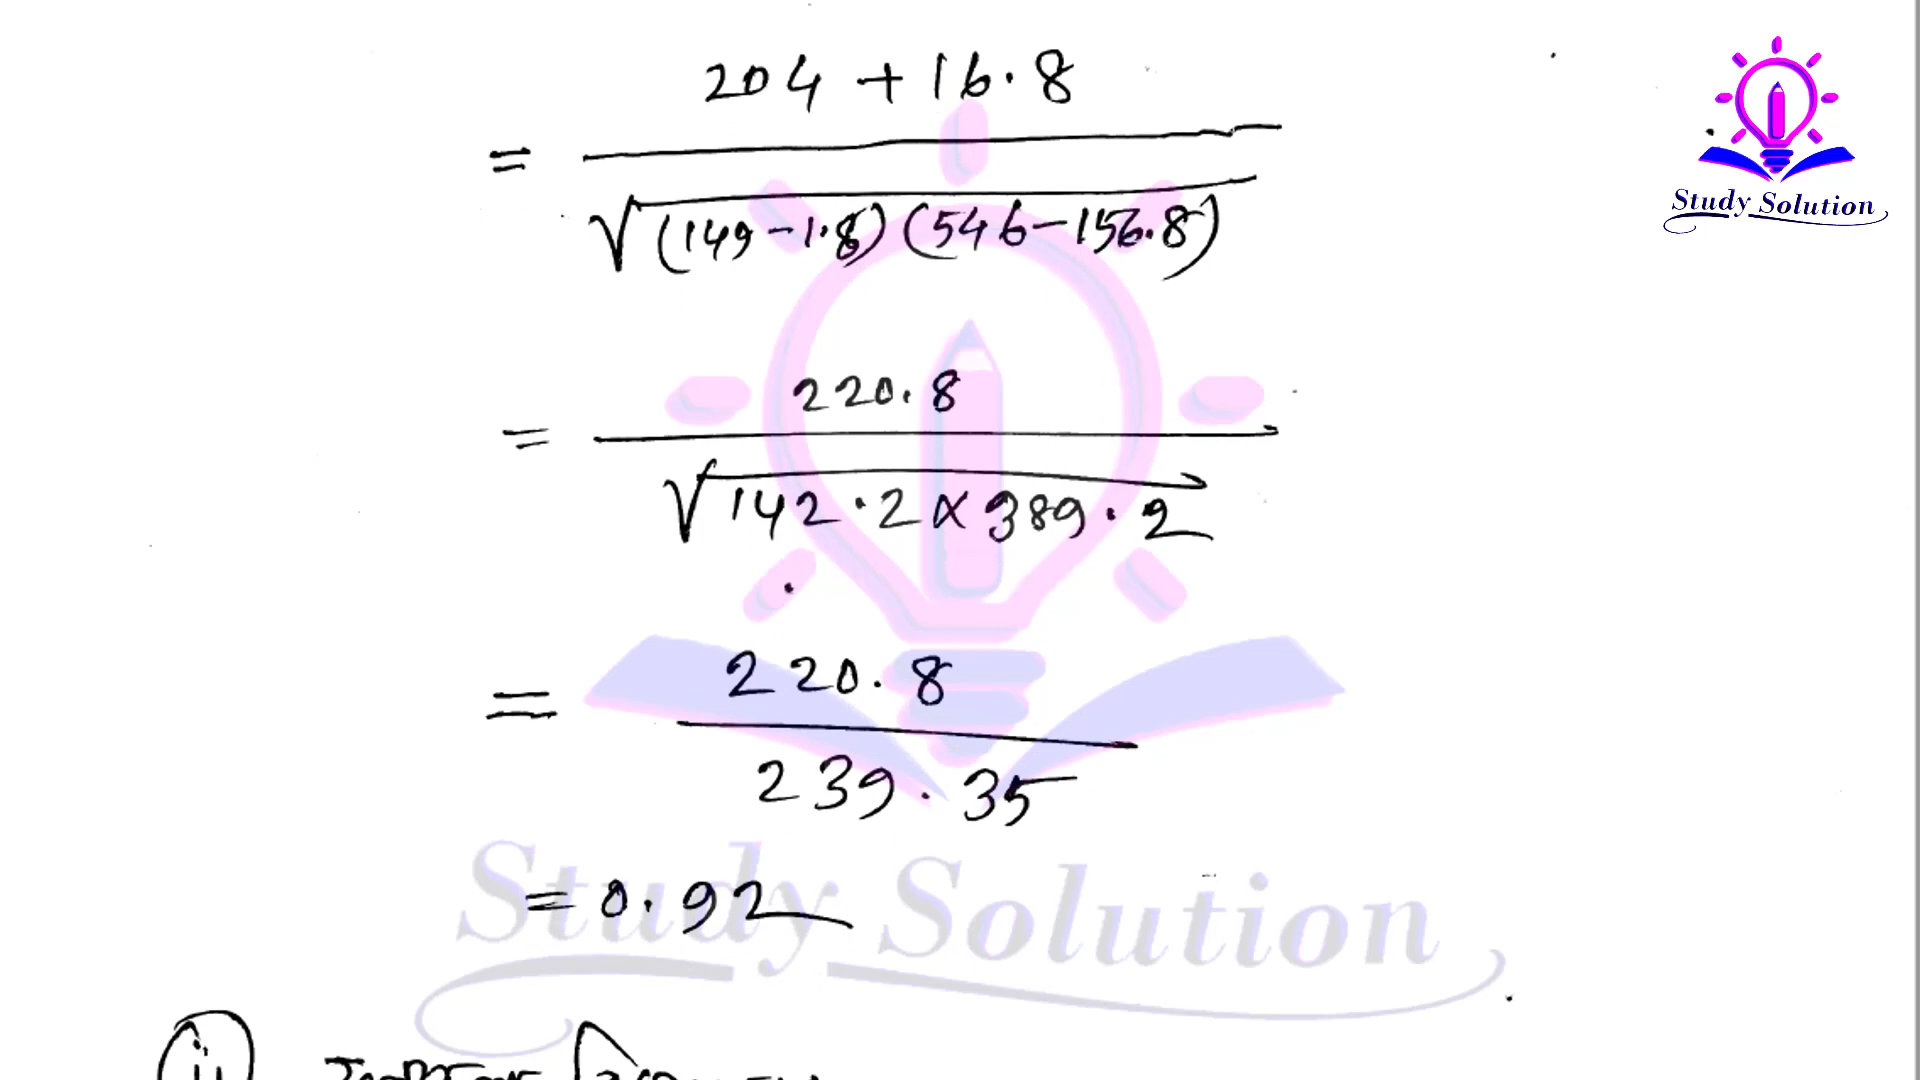 204 + 16.8
=
√(149-1.8) (546-156.8)
Study Solution
220.8
=
√142.2 × 389.2
220.8
=
239.35
= 0.92
Study Solution
ii